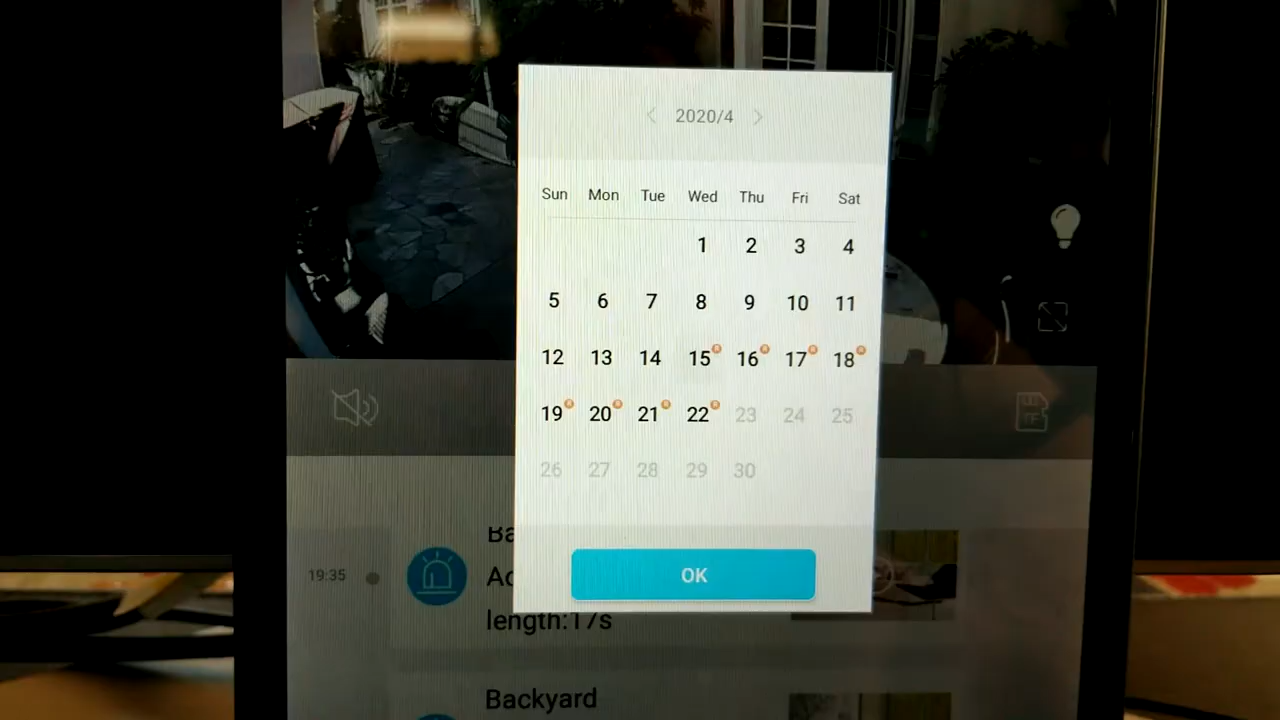 2020/4
Sun Mon Tue Wed Thu Fri Sat
1 2 3 4
5 6 7 8 9 10 11
12 13 14 15 16 17 18
19 20 21 22 23 24 25
26 27 28 29 30
OK
19:35
Ba
Ac
length:17s
Backyard